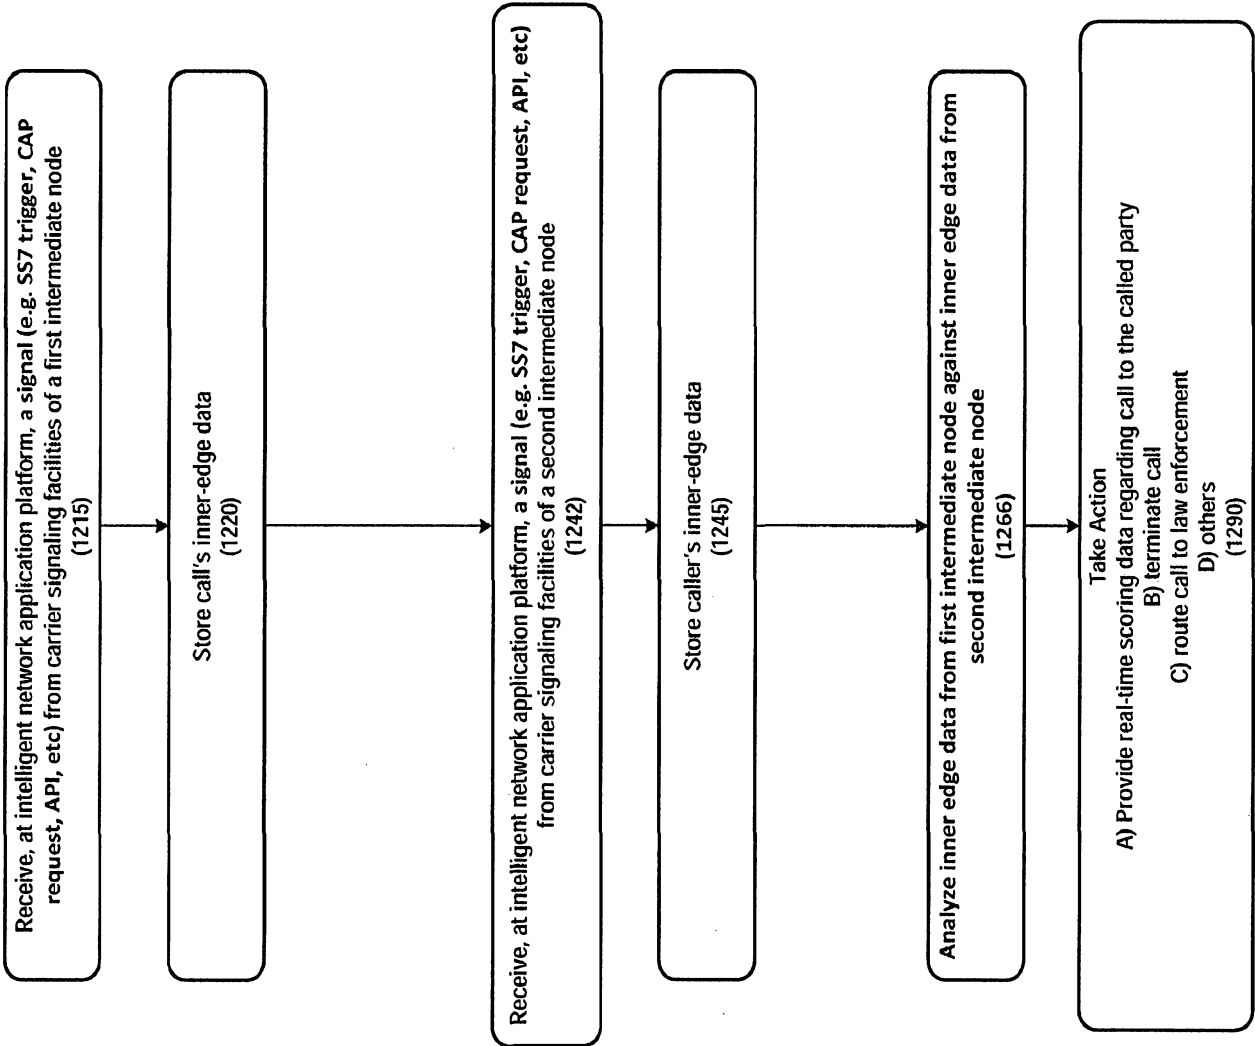 Receive, at intelligent network application platform, a signal (e.g. SS7 trigger, CAP
request, API, etc) from carrier signaling facilities of a first intermediate node
(1215)
Store call's inner-edge data
(1220)
Receive, at intelligent network application platform, a signal (e.g. SS7 trigger, CAP request, API, etc)
from carrier signaling facilities of a second intermediate node
(1242)
Store caller's inner-edge data
(1245)
Analyze inner edge data from first intermediate node against inner edge data from
second intermediate node
(1266)
Take Action
A) Provide real-time scoring data regarding call to the called party
B) terminate call
C) route call to law enforcement
D) others
(1290)